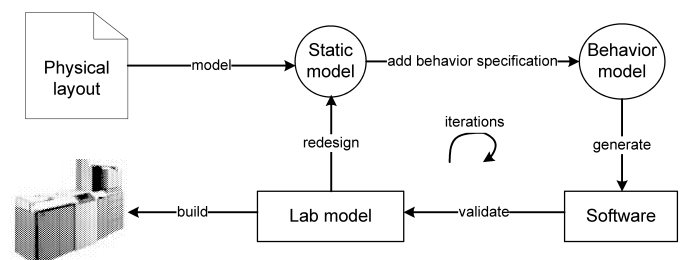 Physical
layout
model
Static
model
add behavior specification
Behavior
model
iterations
redesign
generate
build
Lab model
validate
Software